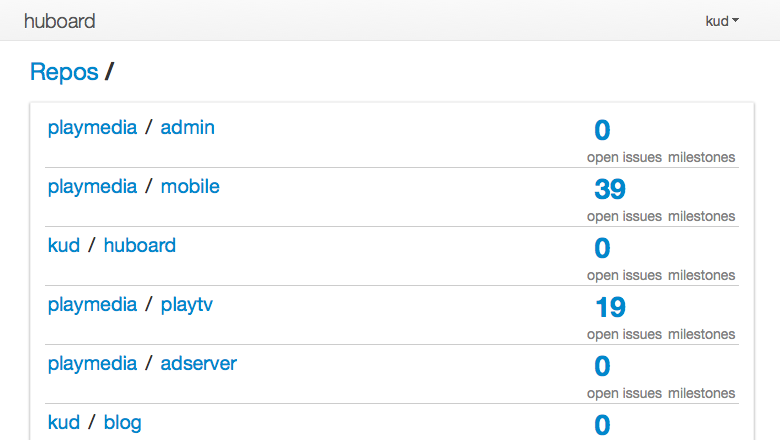 huboard kud
Repos /
playmedia / admin 0
open issues milestones
playmedia / mobile 39
open issues milestones
kud / huboard 0
open issues milestones
playmedia / playtv 19
open issues milestones
playmedia / adserver 0
open issues milestones
kud / blog 0